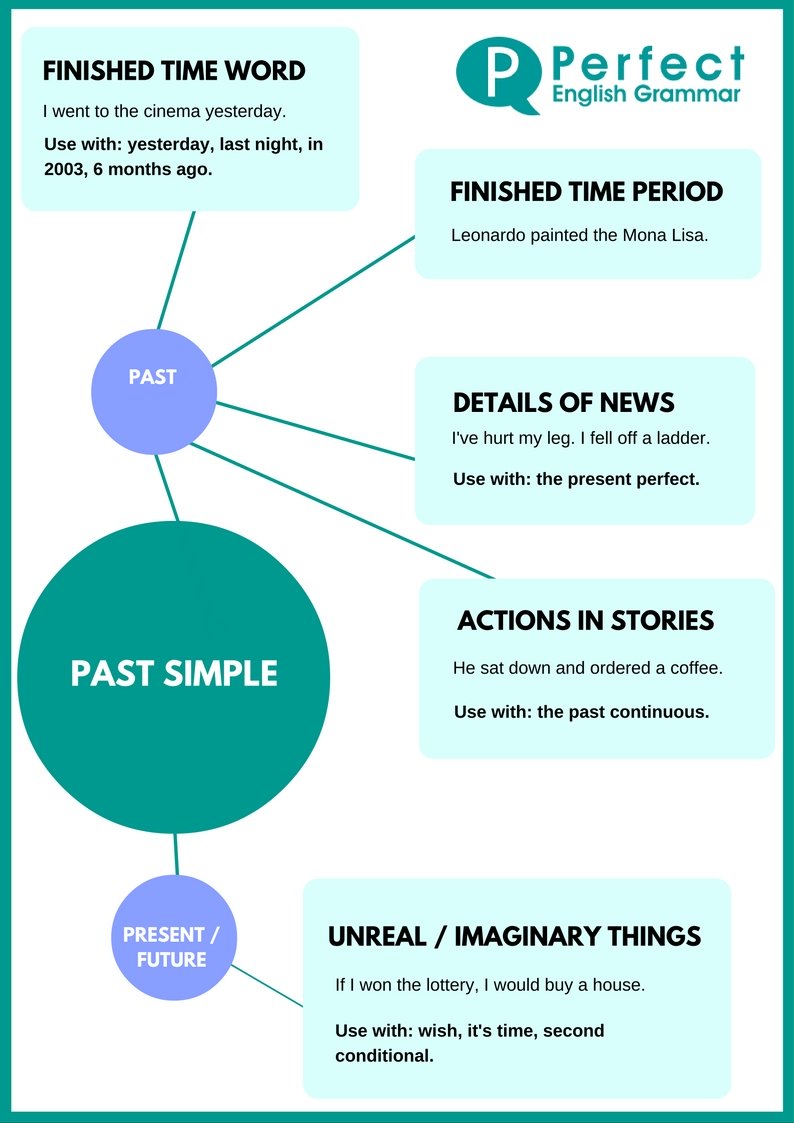 FINISHED TIME WORD
I went to the cinema yesterday.
Use with: yesterday, last night, in
2003, 6 months ago.
P Perfect
English Grammar
FINISHED TIME PERIOD
Leonardo painted the Mona Lisa.
PAST
DETAILS OF NEWS
I've hurt my leg. I fell off a ladder.
Use with: the present perfect.
ACTIONS IN STORIES
He sat down and ordered a coffee.
Use with: the past continuous.
PAST SIMPLE
PRESENT /
FUTURE
UNREAL / IMAGINARY THINGS
If I won the lottery, I would buy a house.
Use with: wish, it's time, second
conditional.